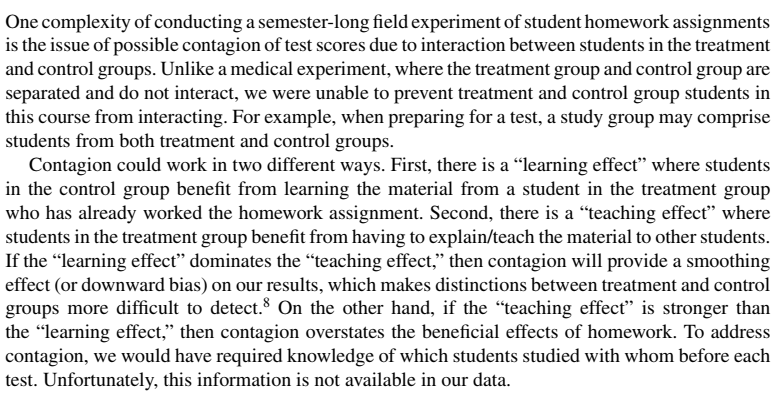 One complexity of conducting a semester-long field experiment of student homework assignments
is the issue of possible contagion of test scores due to interaction between students in the treatment
and control groups. Unlike a medical experiment, where the treatment group and control group are
separated and do not interact, we were unable to prevent treatment and control group students in
this course from interacting. For example, when preparing for a test, a study group may comprise
students from both treatment and control groups.
Contagion could work in two different ways. First, there is a “learning effect” where students
in the control group benefit from learning the material from a student in the treatment group
who has already worked the homework assignment. Second, there is a “teaching effect” where
students in the treatment group benefit from having to explain/teach the material to other students.
If the “learning effect” dominates the “teaching effect,” then contagion will provide a smoothing
effect (or downward bias) on our results, which makes distinctions between treatment and control
groups more difficult to detect.⁸ On the other hand, if the “teaching effect” is stronger than
the “learning effect,” then contagion overstates the beneficial effects of homework. To address
contagion, we would have required knowledge of which students studied with whom before each
test. Unfortunately, this information is not available in our data.